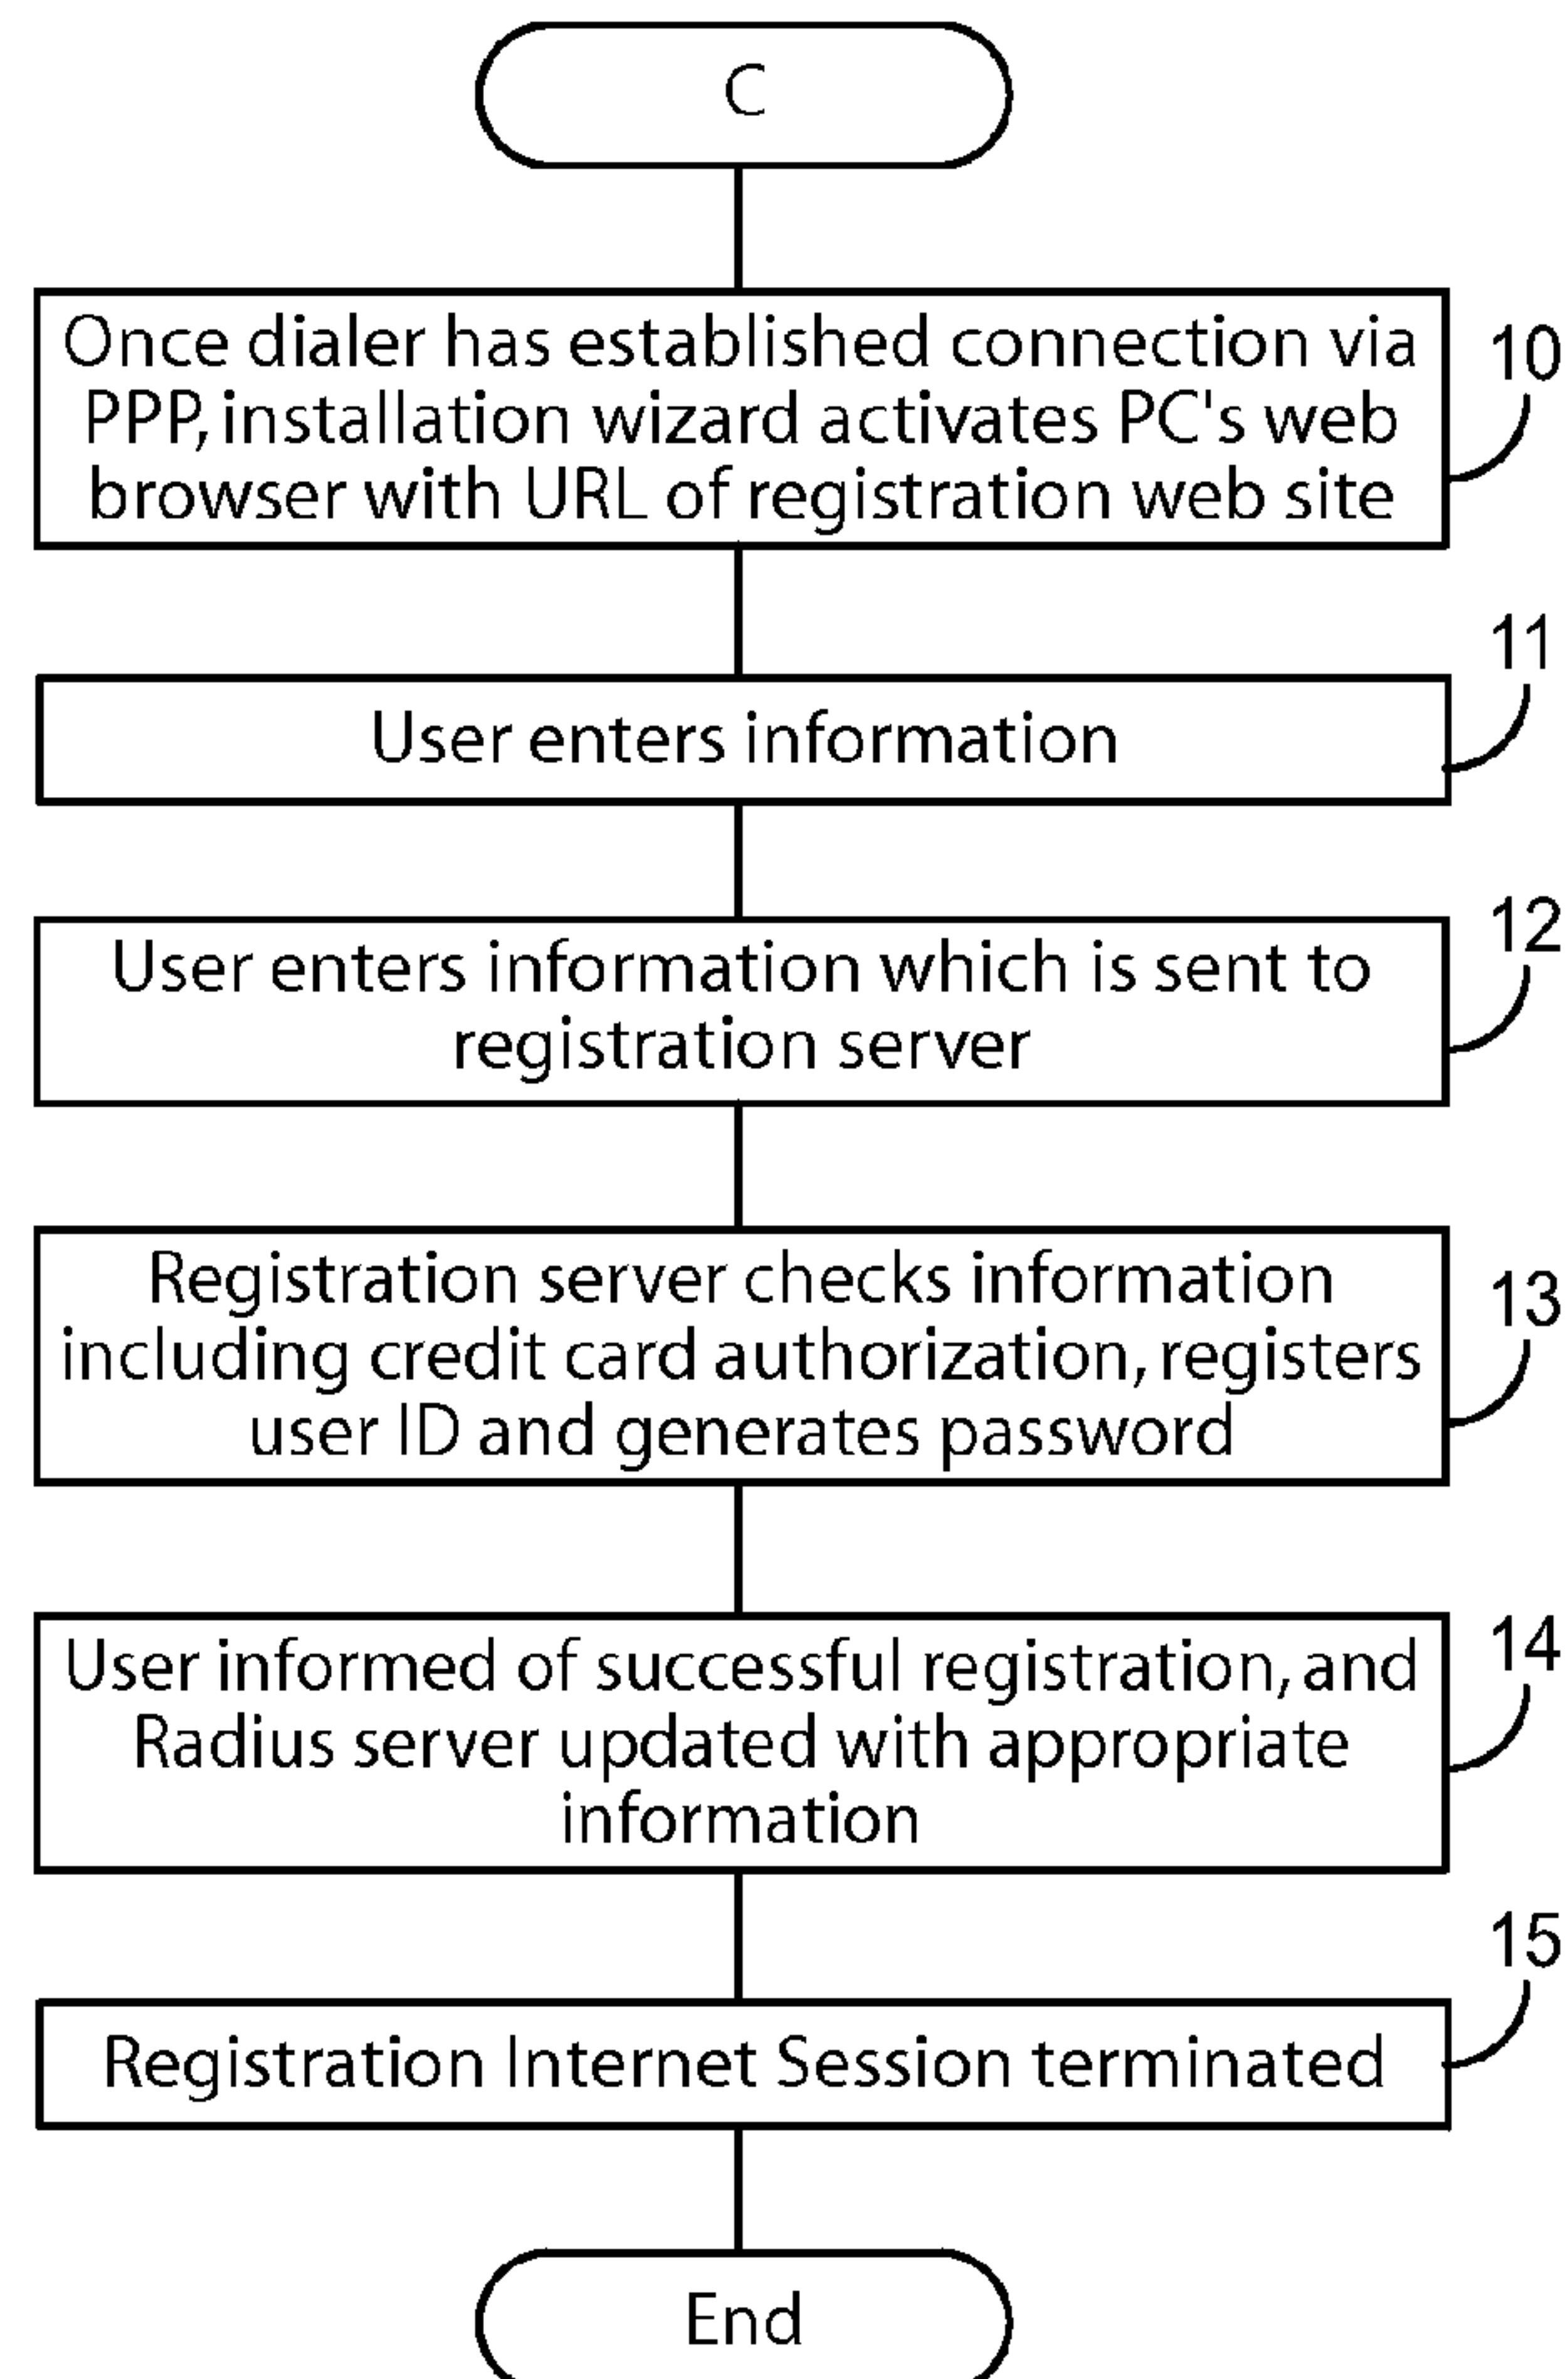 C
Once dialer has established connection via
PPP, installation wizard activates PC's web
browser with URL of registration web site
10
11
User enters information
12
User enters information which is sent to
registration server
Registration server checks information
including credit card authorization, registers
user ID and generates password
13
User informed of successful registration, and
Radius server updated with appropriate
information
14
15
Registration Internet Session terminated
End